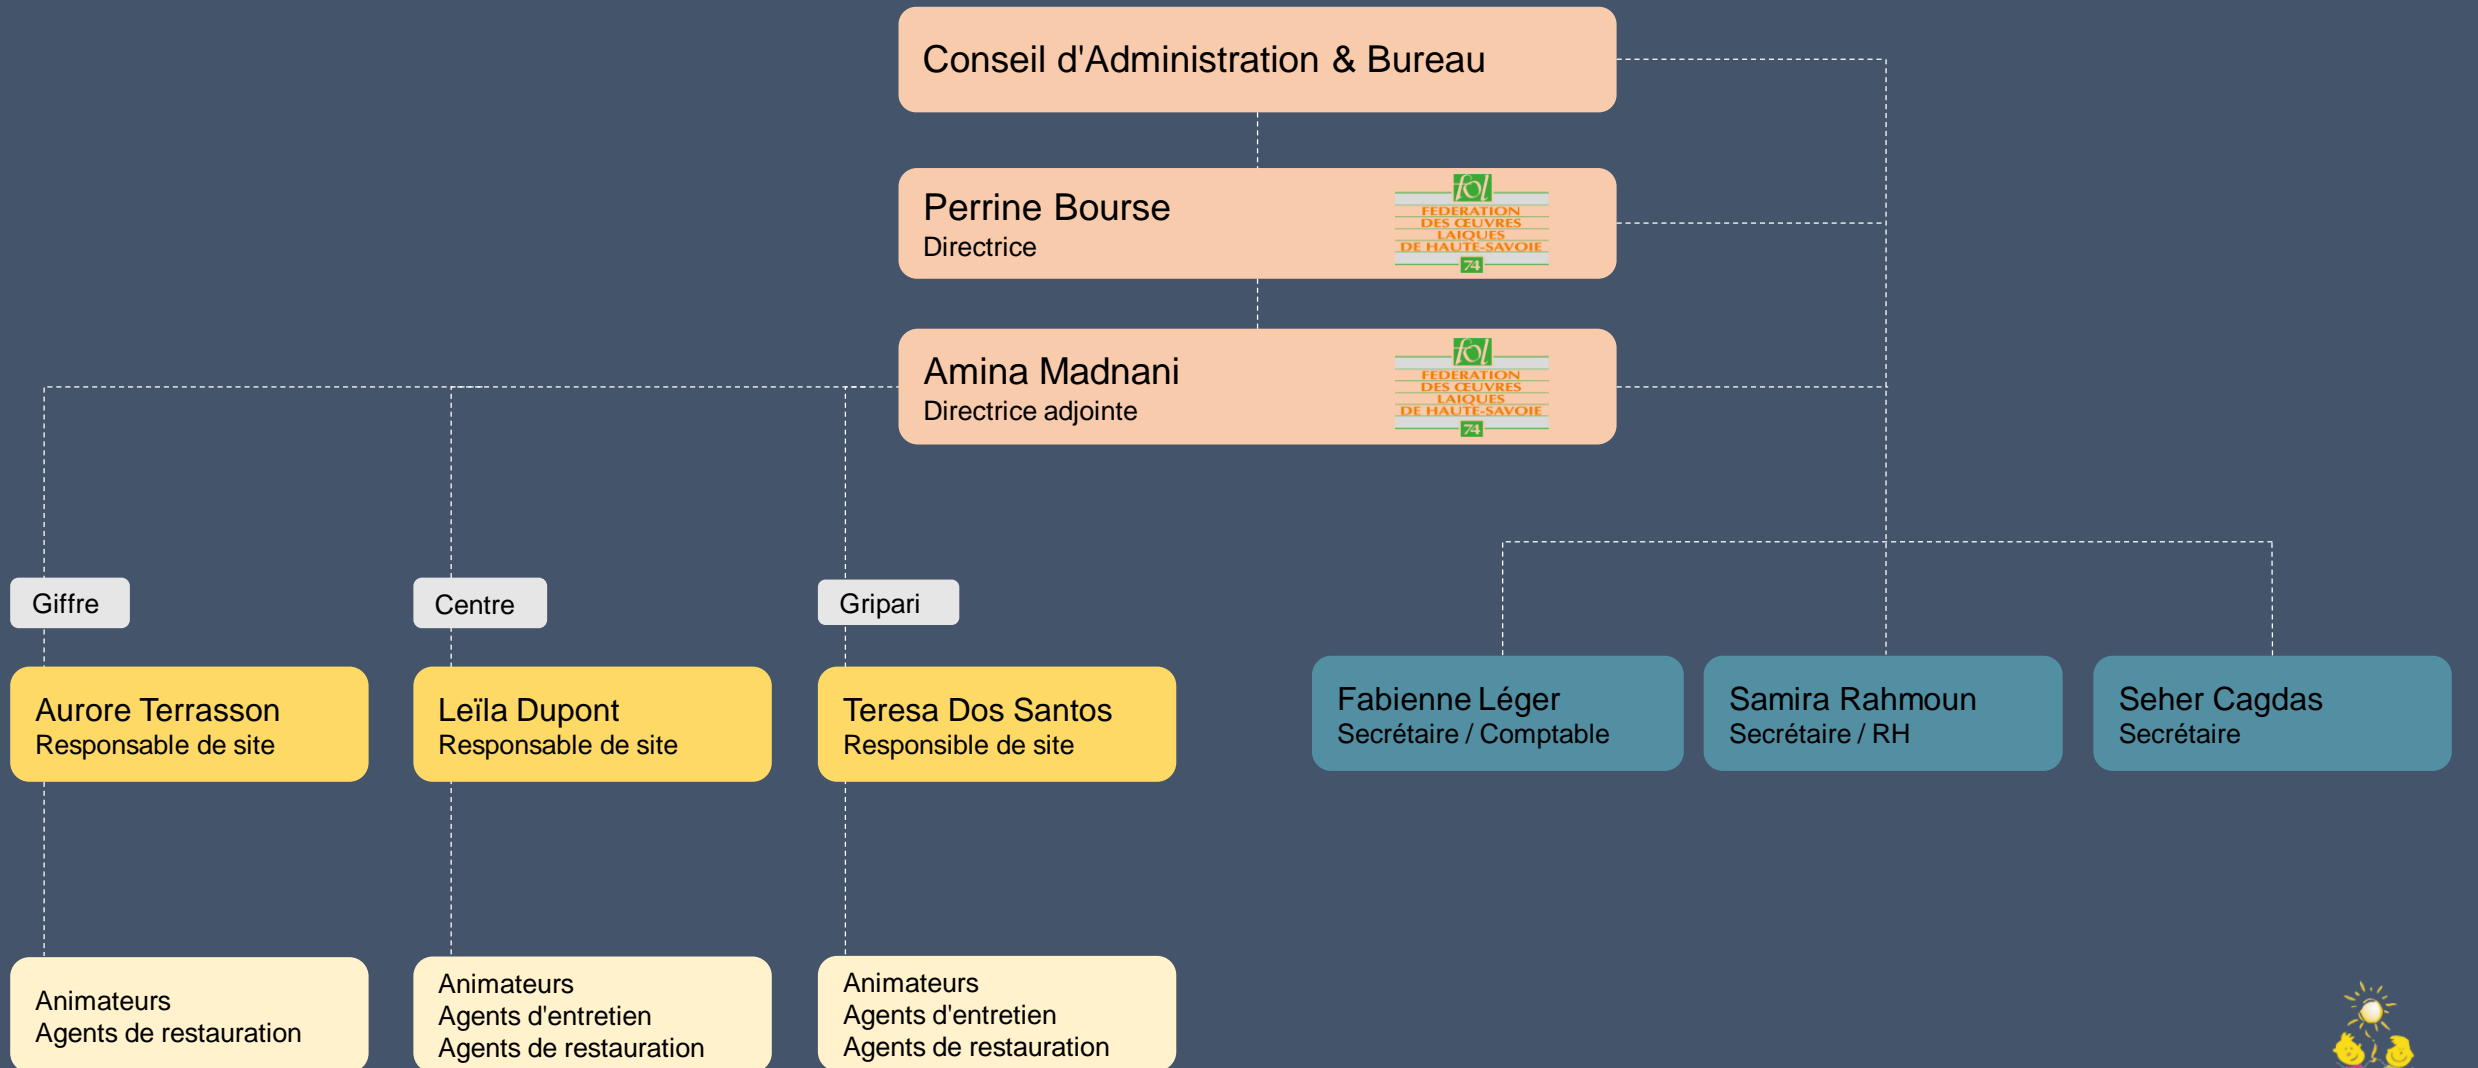 Conseil d'Administration & Bureau
Perrine Bourse
Directrice
fol
FEDERATION
DES ŒUVRES
LAIQUES
DE HAUTE-SAVOIE
74
Amina Madnani
Directrice adjointe
fol
FEDERATION
DES ŒUVRES
LAIQUES
DE HAUTE-SAVOIE
74
Giffre
Centre
Gripari
Aurore Terrasson
Responsable de site
Leïla Dupont
Responsable de site
Teresa Dos Santos
Responsible de site
Fabienne Léger
Secrétaire / Comptable
Samira Rahmoun
Secrétaire / RH
Seher Cagdas
Secrétaire
Animateurs
Agents de restauration
Animateurs
Agents d'entretien
Agents de restauration
Animateurs
Agents d'entretien
Agents de restauration